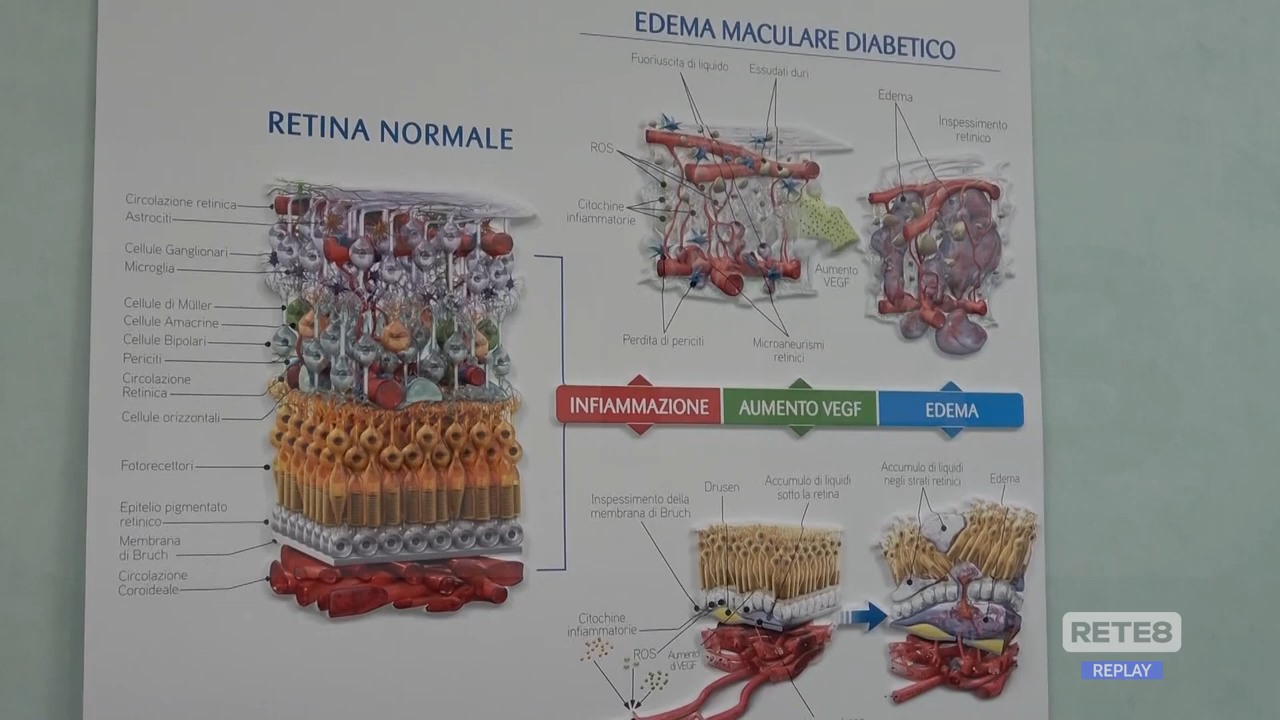 EDEMA MACULARE DIABETICO
Fuoriuscita di liquido
Essudati duri
Edema
Inspessimento
retinico
ROS
Citochine
infiammatorie
Aumento
VEGF
Perdita di periciti
Microaneurismi
retinici
RETINA NORMALE
Circolazione retinica
Astrociti
Cellule Ganglionari
Microglia
Cellule di Müller
Cellule Amacrine
Cellule Bipolari
Periciti
Circolazione
Retinica
Cellule orizzontali
Fotorecettori
Epitelio pigmentato
retinico
Membrana
di Bruch
Circolazione
Coroideale
INFIAMMAZIONE
AUMENTO VEGF
EDEMA
Inspessimento della
membrana di Bruch
Drusen
Accumulo di liquidi
sotto la retina
Accumulo di liquidi
negli strati retinici
Edema
Citochine
infiammatorie
ROS
Aumento
di VEGF
RETE8
REPLAY